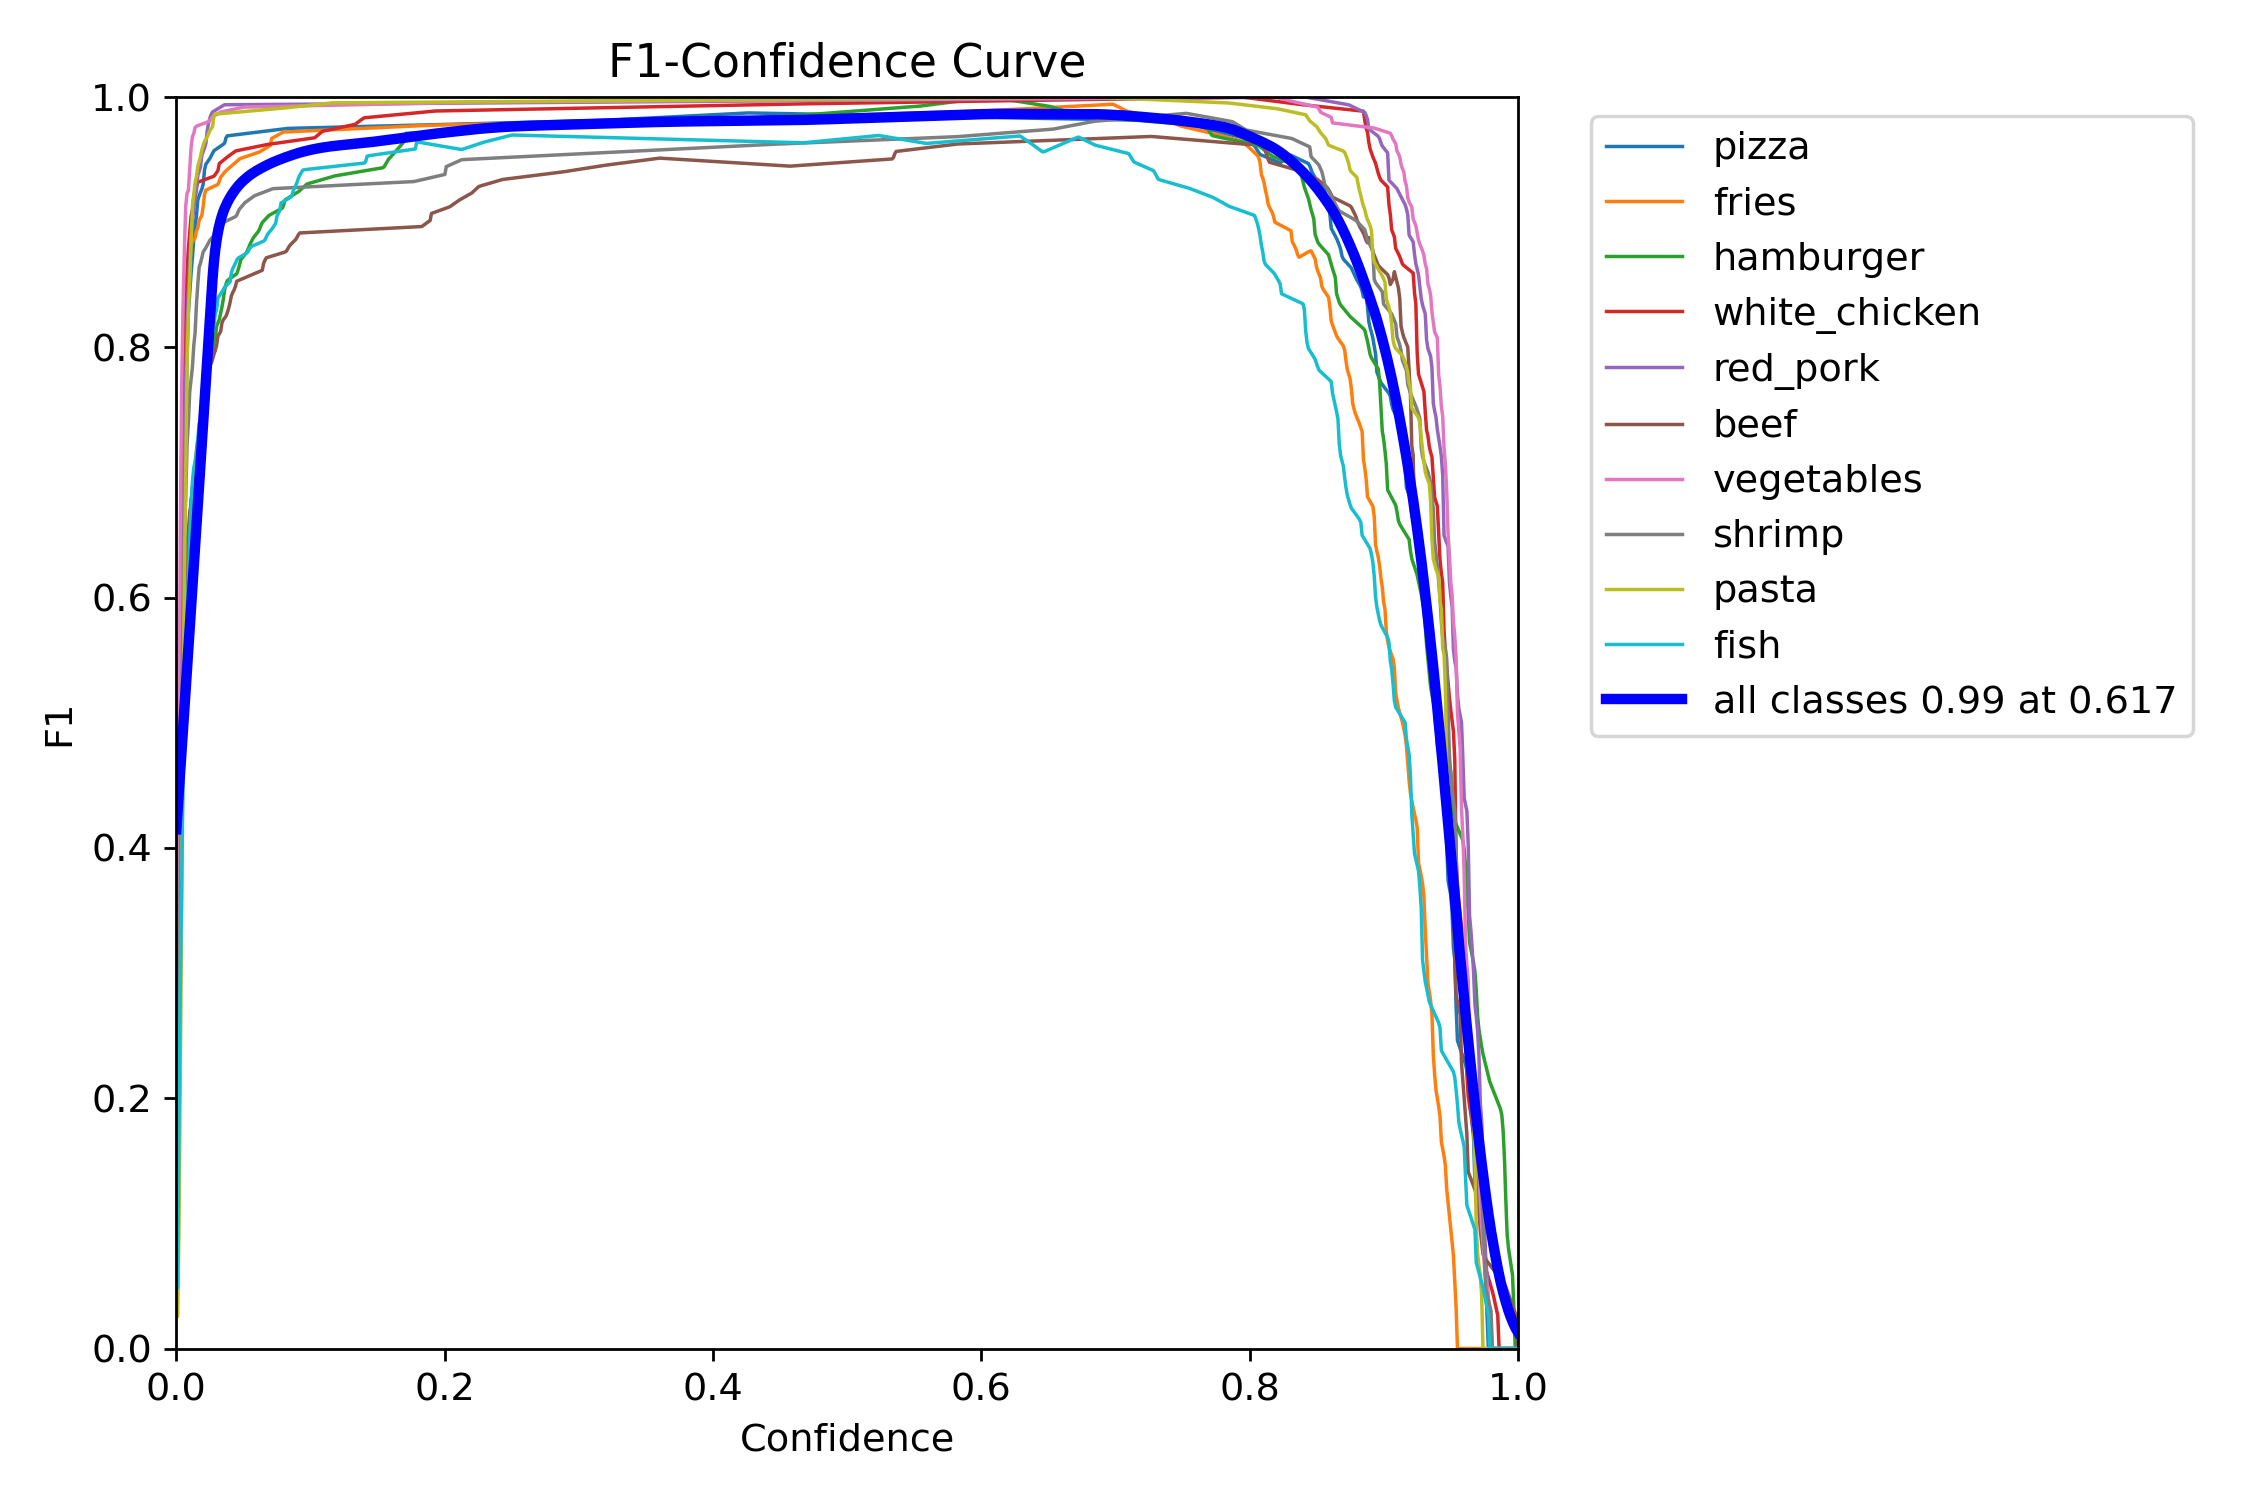 F1-Confidence Curve
1.0
0.8
0.6
0.4
0.2
0.0
F1
0.0 0.2 0.4 0.6 0.8 1.0
Confidence
pizza
fries
hamburger
white_chicken
red_pork
beef
vegetables
shrimp
pasta
fish
all classes 0.99 at 0.617